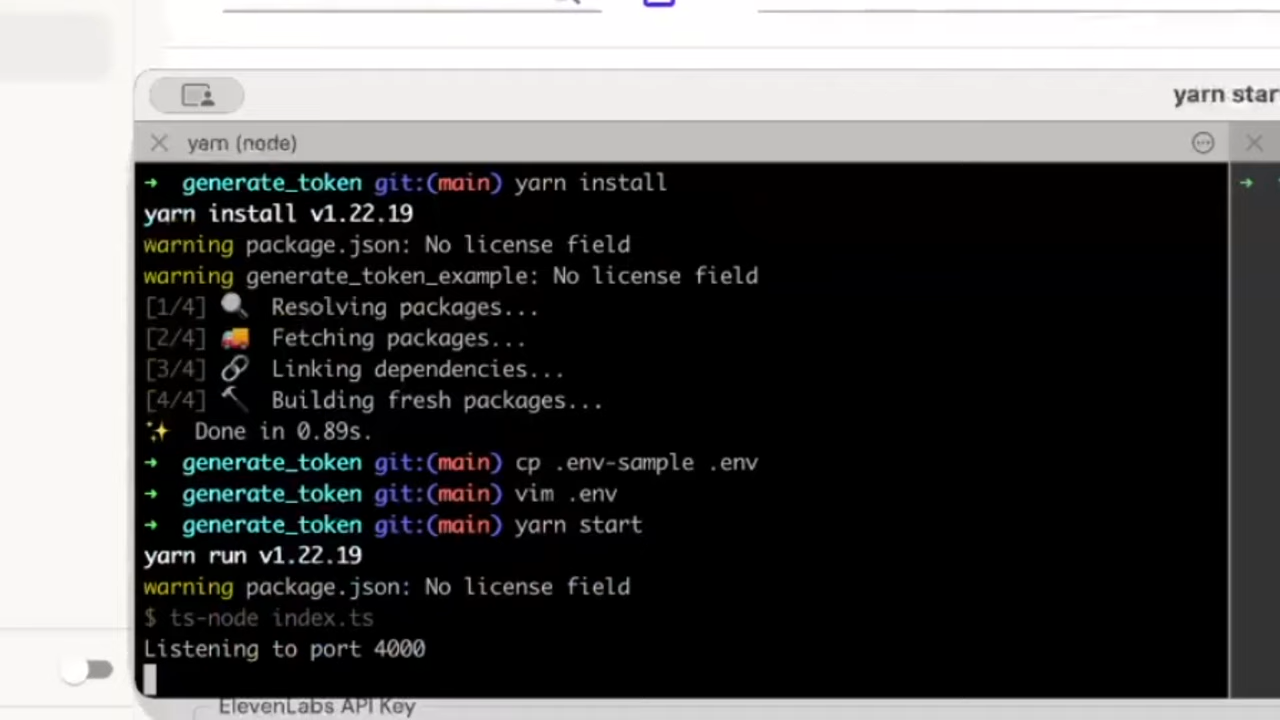 yarn star
yarn (node)
➜ generate_token git:(main) yarn install
yarn install v1.22.19
warning package.json: No license field
warning generate_token_example: No license field
[1/4] 🔍 Resolving packages...
[2/4] 🚚 Fetching packages...
[3/4] 🔗 Linking dependencies...
[4/4] 🔨 Building fresh packages...
✨ Done in 0.89s.
➜ generate_token git:(main) cp .env-sample .env
➜ generate_token git:(main) vim .env
➜ generate_token git:(main) yarn start
yarn run v1.22.19
warning package.json: No license field
$ ts-node index.ts
Listening to port 4000
ElevenLabs API Key